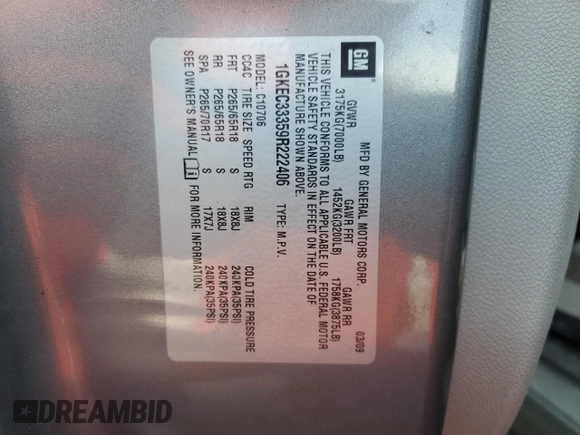 GM
MFD BY GENERAL MOTORS CORP. 03/09
GVWR GAWR FRT GAWR RR
3175KG(7000LB) 1452KG(3200LB) 1758KG(3875LB)
THIS VEHICLE CONFORMS TO ALL APPLICABLE U.S. FEDERAL MOTOR
VEHICLE SAFETY STANDARDS IN EFFECT ON THE DATE OF
MANUFACTURE SHOWN ABOVE.
1GKEC33359R222406 TYPE: M.P.V.
MODEL: C10706
CC4C TIRE SIZE SPEED RTG RIM COLD TIRE PRESSURE
FRT P265/65R18 S 18X8J 240KPA(35PSI)
RR P265/65R18 S 18X8J 240KPA(35PSI)
SPA P265/70R17 S 17X7J 240KPA(35PSI)
SEE OWNER'S MANUAL FOR MORE INFORMATION.
DREAMBID